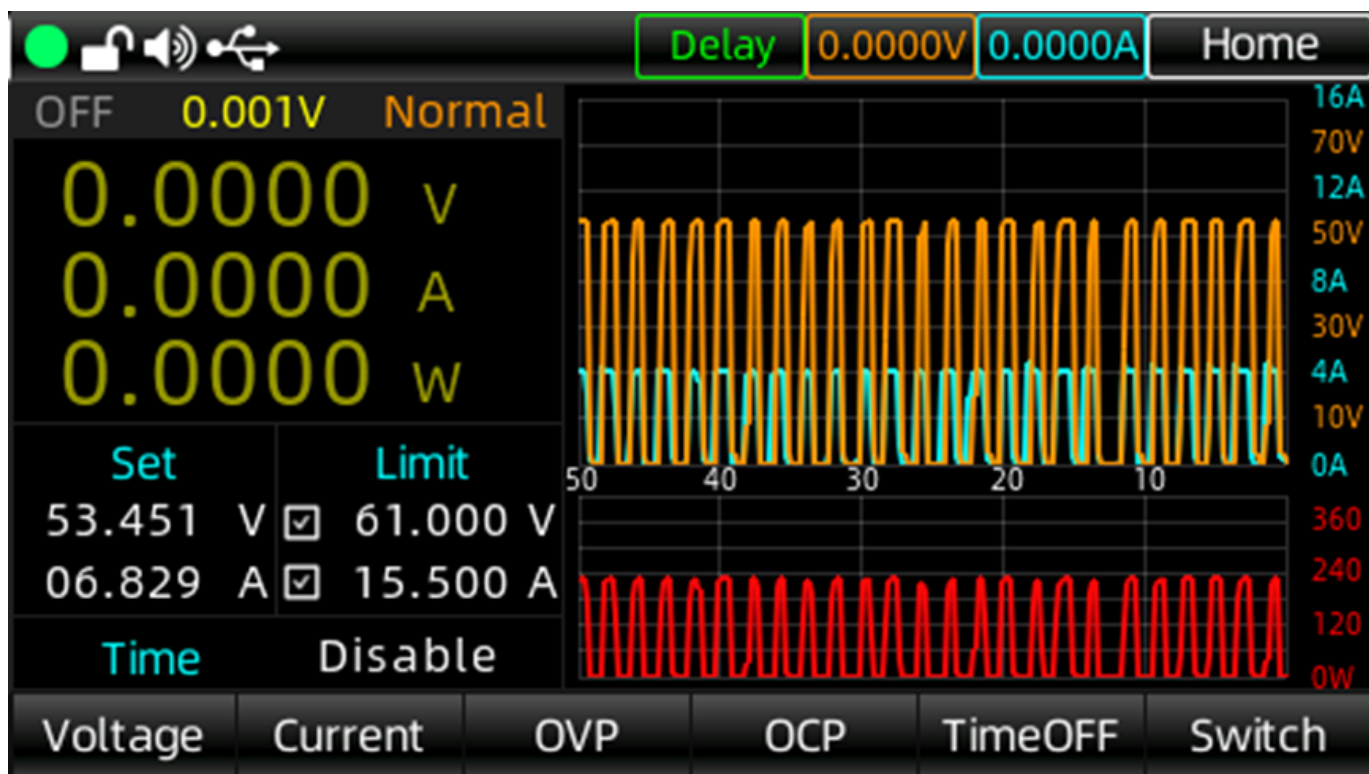 Delay 0.0000V 0.0000A Home
OFF 0.001V Normal
0.0000 V
0.0000 A
0.0000 W
Set Limit
53.451 V 61.000 V
06.829 A 15.500 A
Time Disable
16A
70V
12A
50V
8A
30V
4A
10V
0A
50 40 30 20 10
360
240
120
0W
Voltage Current OVP OCP TimeOFF Switch